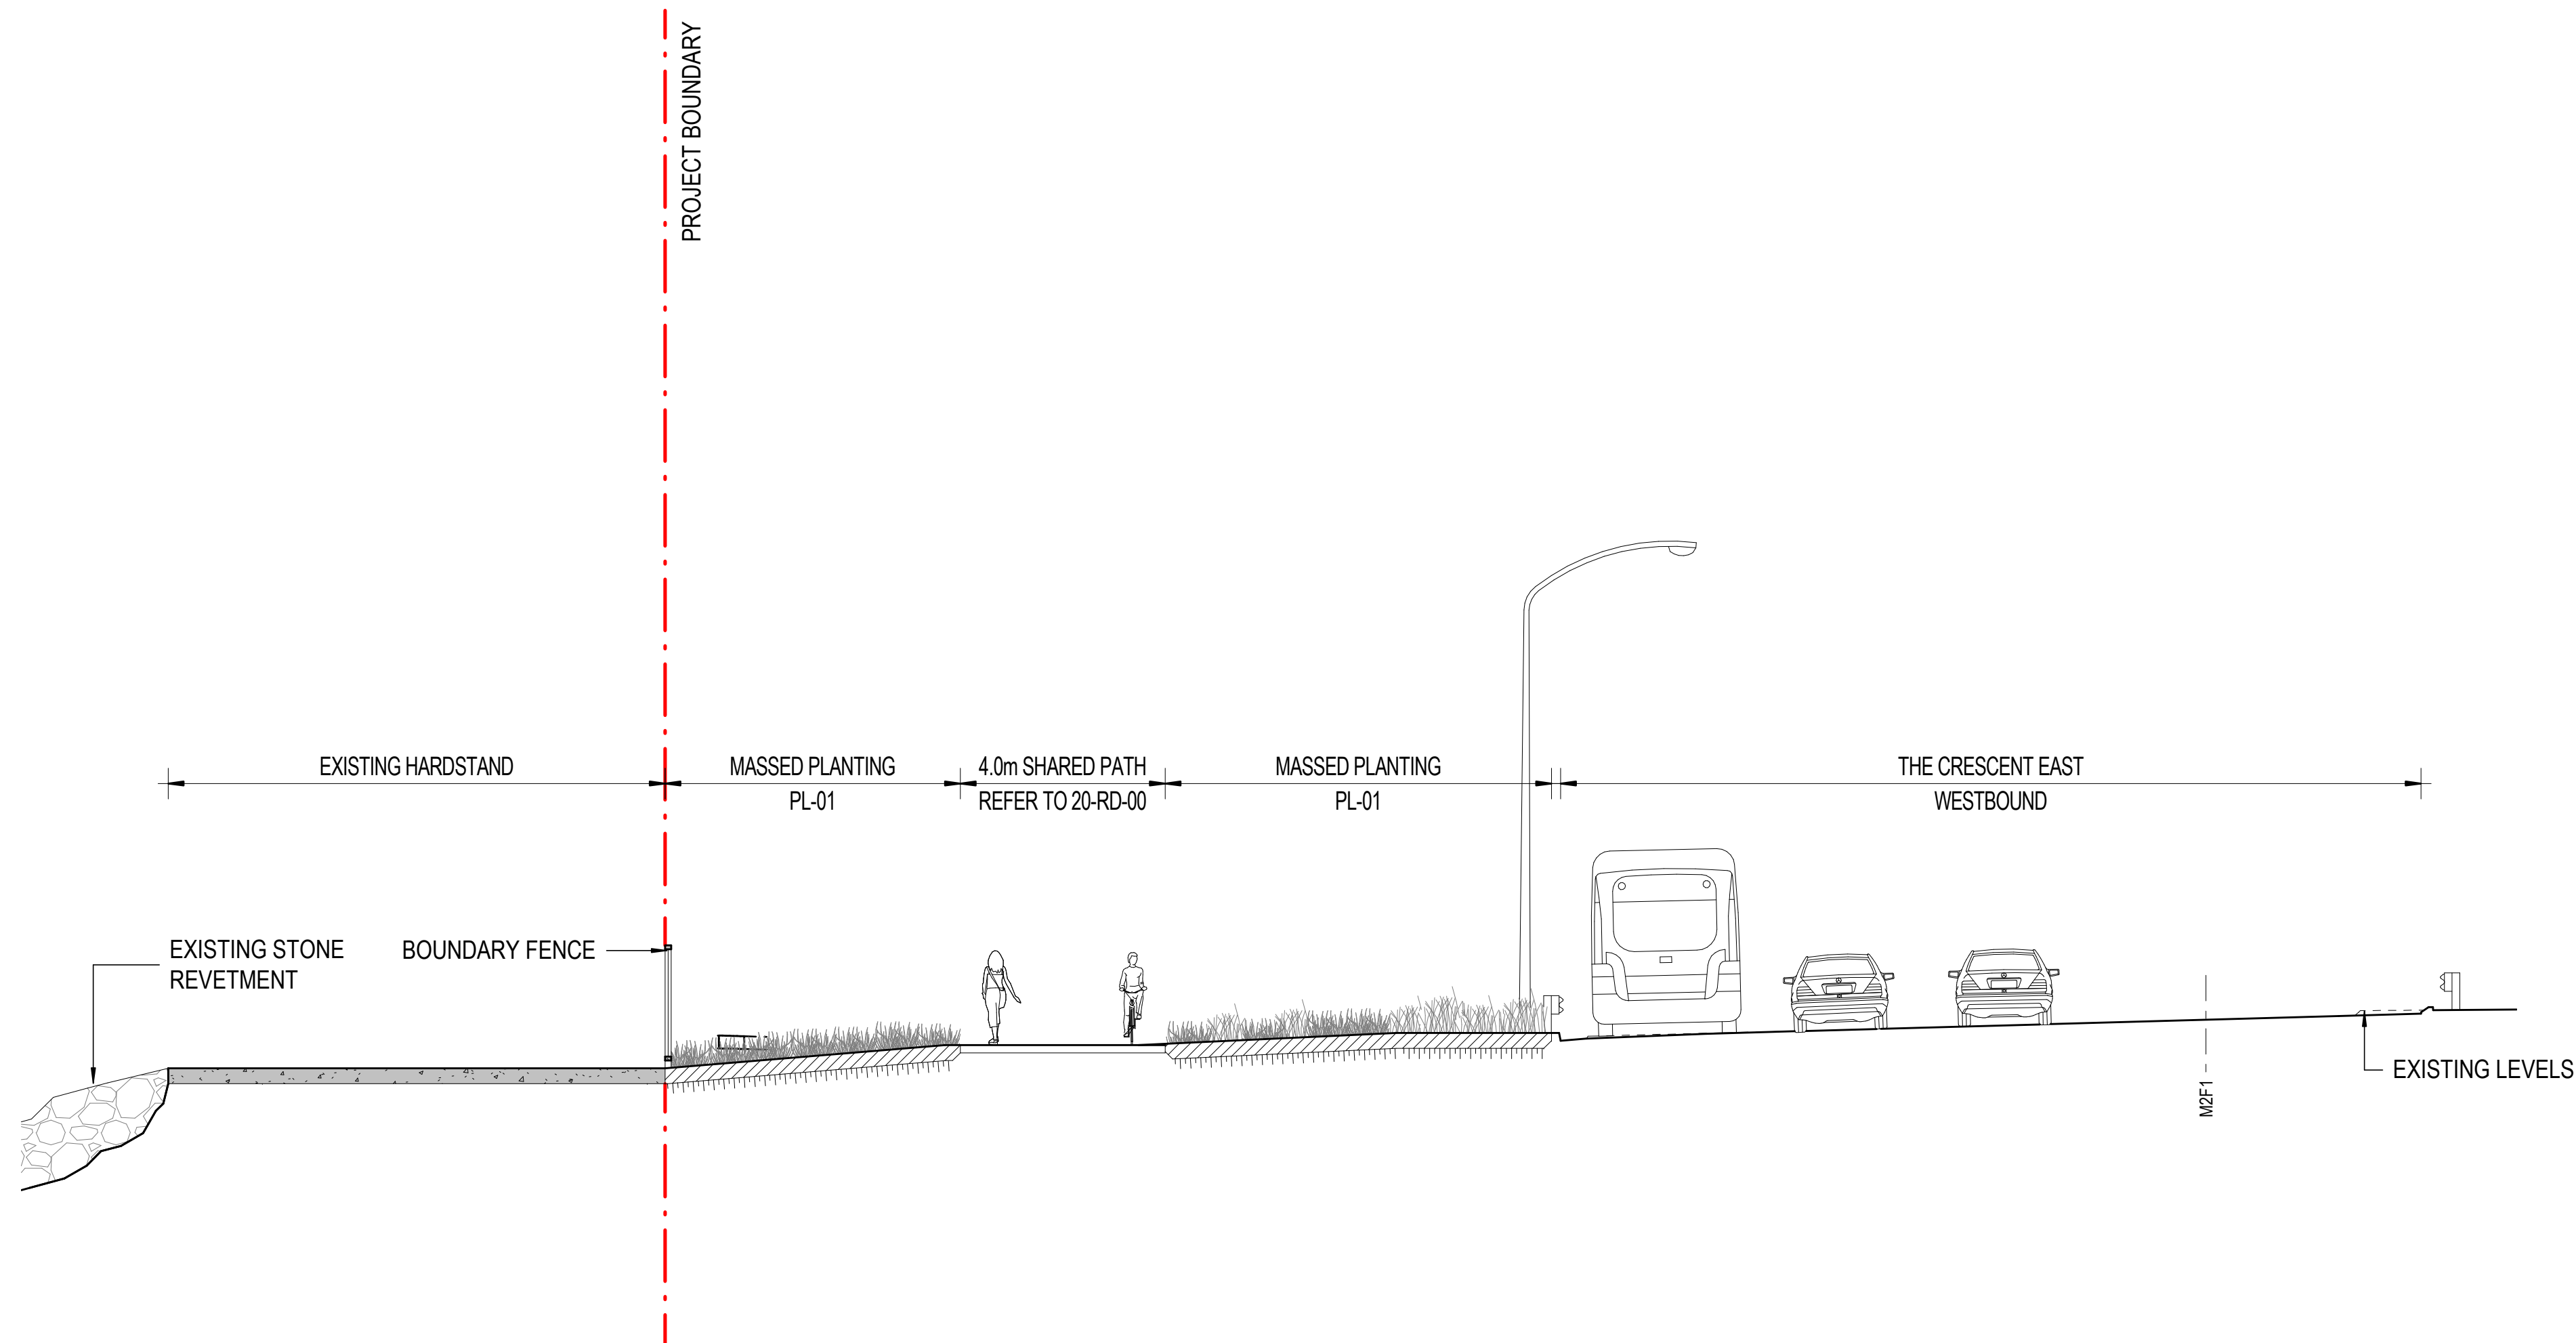 PROJECT BOUNDARY
EXISTING HARDSTAND
MASSED PLANTING
PL-01
4.0m SHARED PATH
REFER TO 20-RD-00
MASSED PLANTING
PL-01
THE CRESCENT EAST
WESTBOUND
EXISTING STONE
REVETMENT
BOUNDARY FENCE
EXISTING LEVELS
M2F1